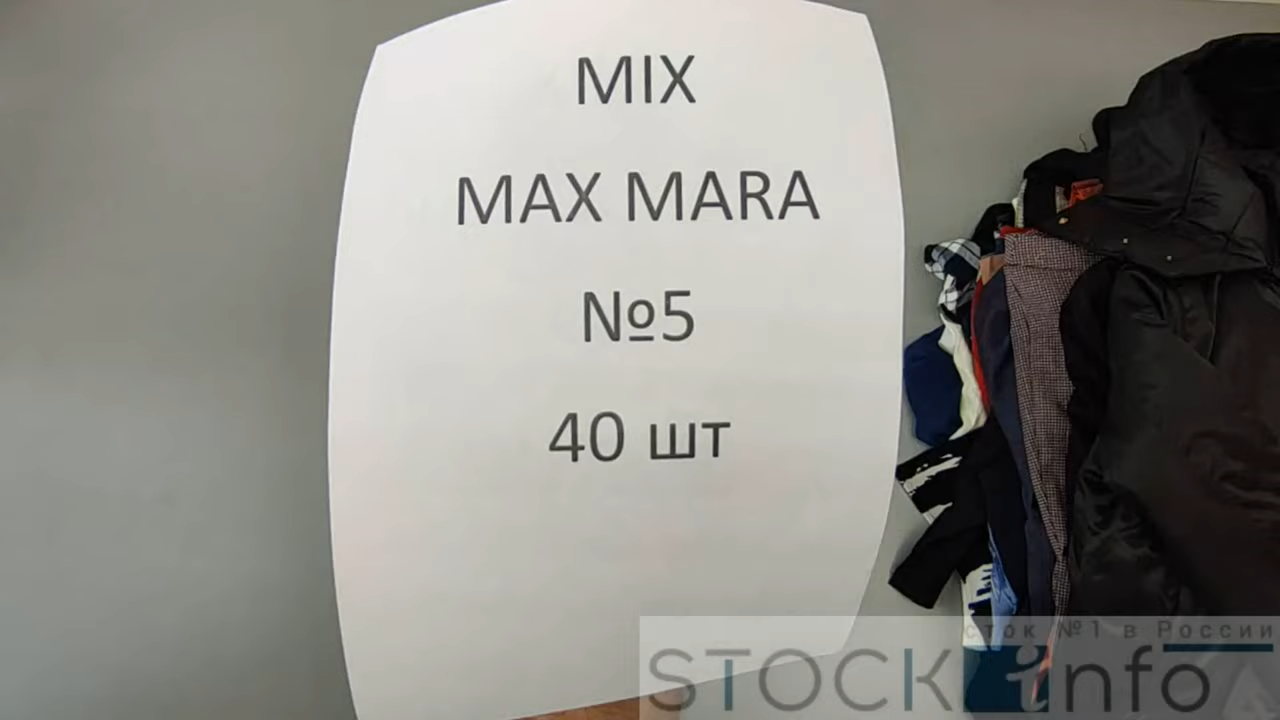 MIX
MAX MARA
№5
40 шт
сток №1 в России
STOCK info